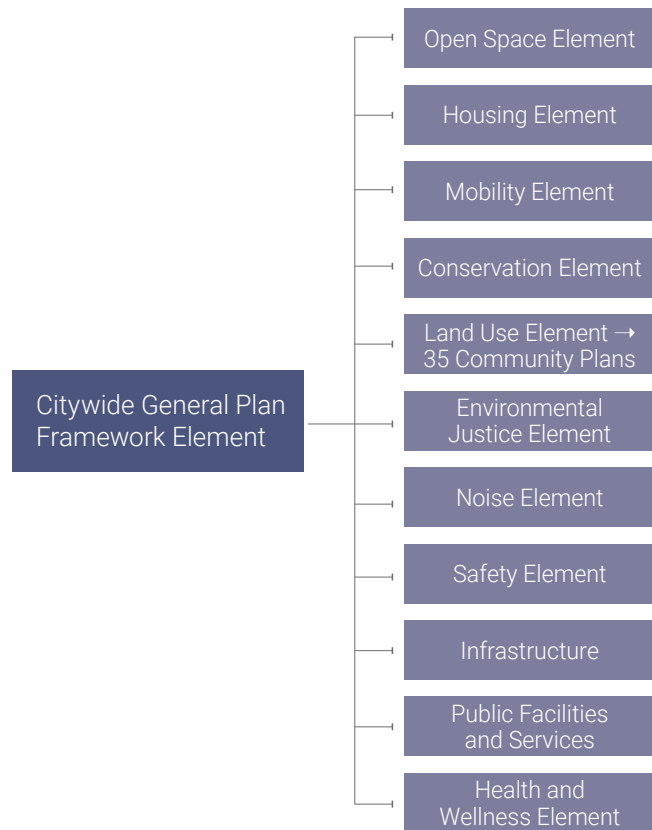 Open Space Element
Housing Element
Mobility Element
Conservation Element
Land Use Element →
35 Community Plans
Citywide General Plan
Framework Element
Environmental
Justice Element
Noise Element
Safety Element
Infrastructure
Public Facilities
and Services
Health and
Wellness Element